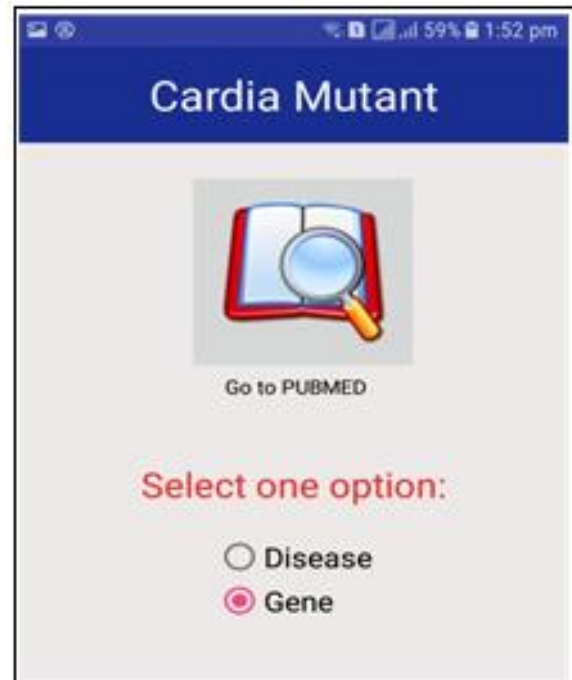 59% 1:52 pm
Cardia Mutant
Go to PUBMED
Select one option:
Disease
Gene